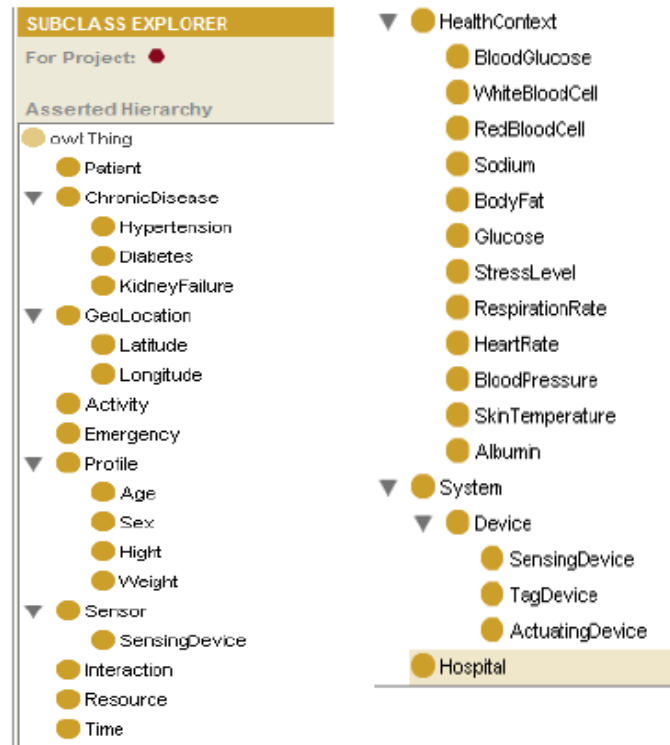 SUBCLASS EXPLORER
For Project:
Asserted Hierarchy
owl:Thing
Patient
ChronicDisease
Hypertension
Diabetes
KidneyFailure
GeoLocation
Latitude
Longitude
Activity
Emergency
Profile
Age
Sex
Hight
Weight
Sensor
SensingDevice
Interaction
Resource
Time
HealthContext
BloodGlucose
WhiteBloodCell
RedBloodCell
Sodium
BodyFat
Glucose
StressLevel
RespirationRate
HeartRate
BloodPressure
SkinTemperature
Albumin
System
Device
SensingDevice
TagDevice
ActuatingDevice
Hospital